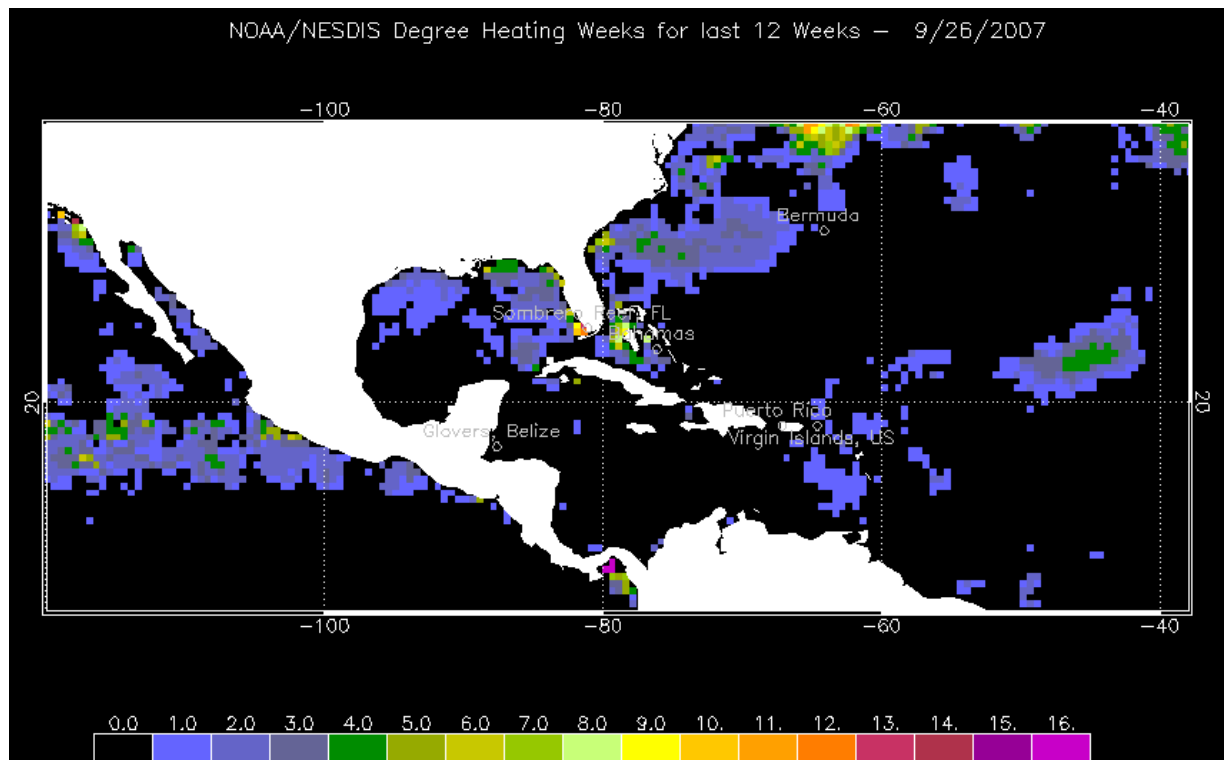 NOAA/NESDIS Degree Heating Weeks for last 12 Weeks – 9/26/2007
-100 -80 -60 -40
Bermuda
Sombrero Reef, FL
Bahamas
20 20
Puerto Rico
Glovers, Belize
Virgin Islands, US
-100 -80 -60 -40
0.0 1.0 2.0 3.0 4.0 5.0 6.0 7.0 8.0 9.0 10. 11. 12. 13. 14. 15. 16.